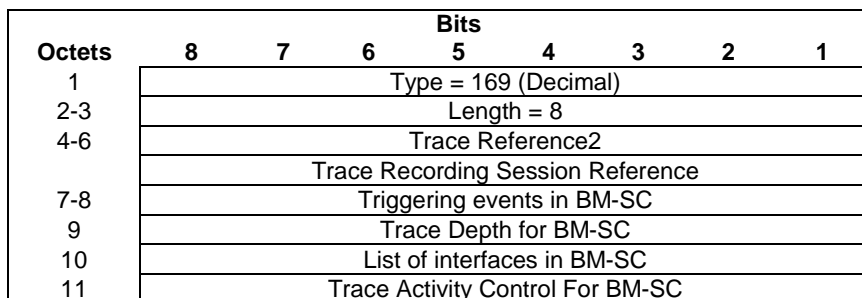 Bits
Octets 8 7 6 5 4 3 2 1
1 Type = 169 (Decimal)
2-3 Length = 8
4-6 Trace Reference2
Trace Recording Session Reference
7-8 Triggering events in BM-SC
9 Trace Depth for BM-SC
10 List of interfaces in BM-SC
11 Trace Activity Control For BM-SC